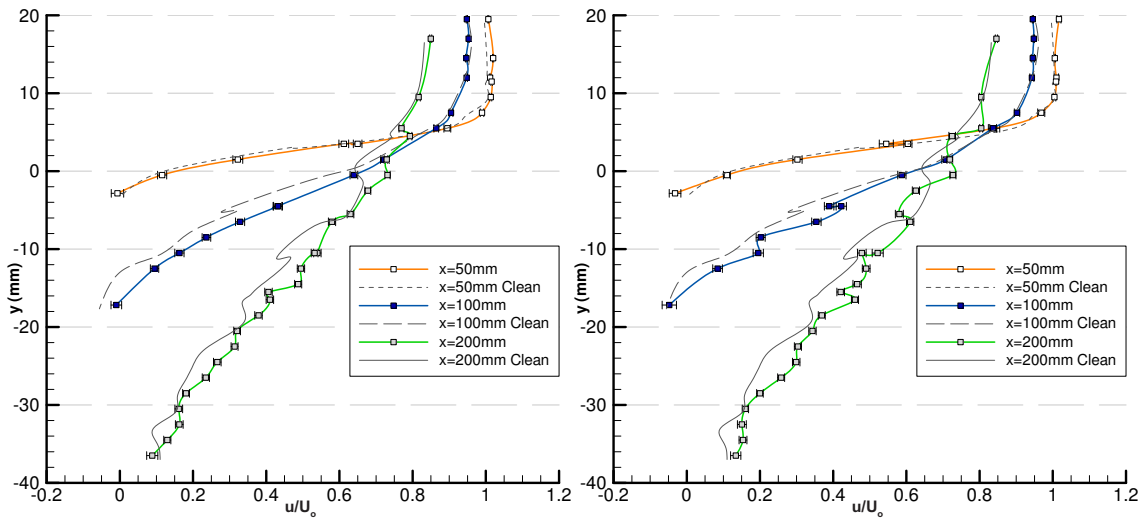 20
10
0
-10
-20
-30
-40
y (mm)
-0.2 0 0.2 0.4 0.6 0.8 1 1.2
u/Uo
x=50mm
x=50mm Clean
x=100mm
x=100mm Clean
x=200mm
x=200mm Clean
20
10
0
-10
-20
-30
-40
y (mm)
-0.2 0 0.2 0.4 0.6 0.8 1 1.2
u/Uo
x=50mm
x=50mm Clean
x=100mm
x=100mm Clean
x=200mm
x=200mm Clean